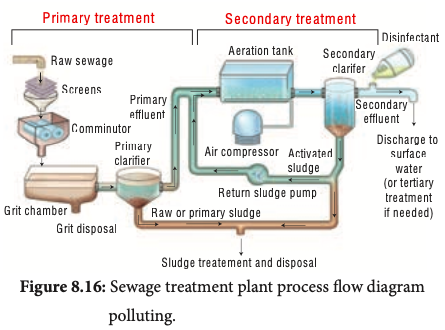 Primary treatment
Secondary treatment
Disinfectant
Raw sewage
Screens
Comminutor
Primary
clarifier
Grit chamber
Grit disposal
Primary
effluent
Aeration tank
Air compressor
Secondary
clarifer
Secondary
effluent
Activated
sludge
Return sludge pump
Raw or primary sludge
Discharge to
surface
water
(or tertiary
treatment
if needed)
Sludge treatement and disposal
Figure 8.16: Sewage treatment plant process flow diagram
polluting.